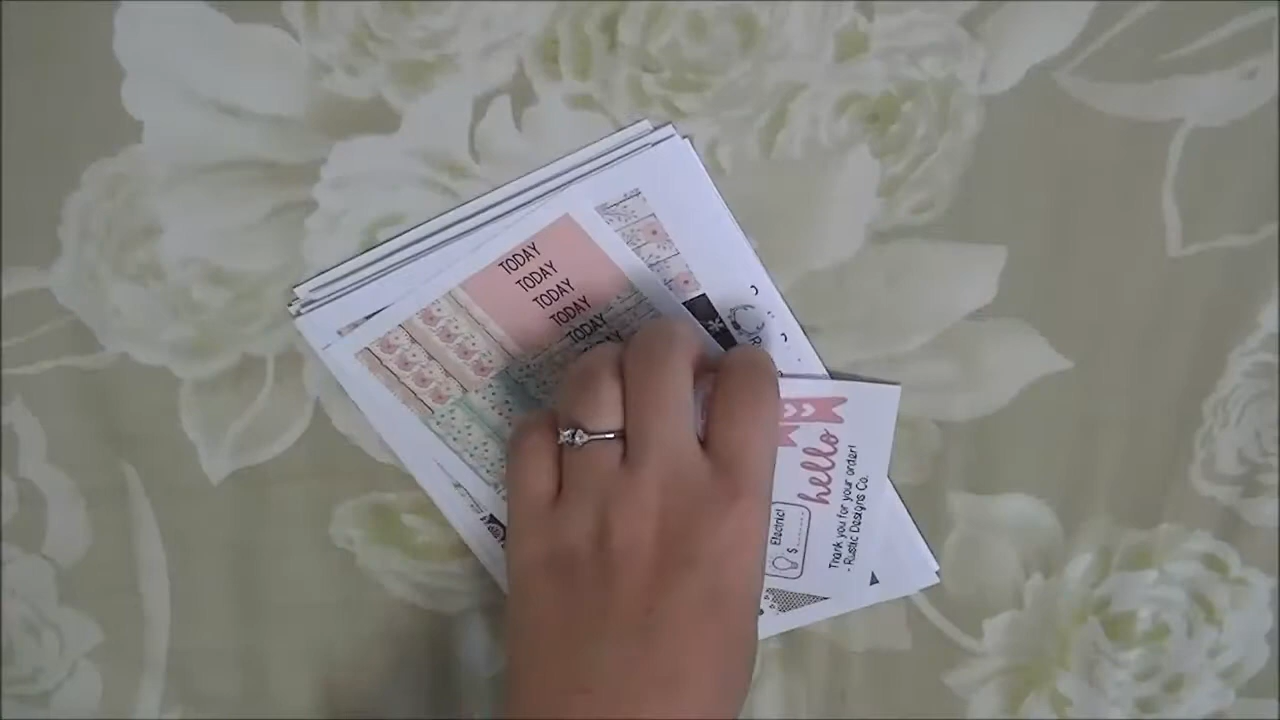 TODAY
TODAY
TODAY
TODAY
TODAY
hello
Electric!
$ ------
Thank you for your order!
- Rustic Designs Co.